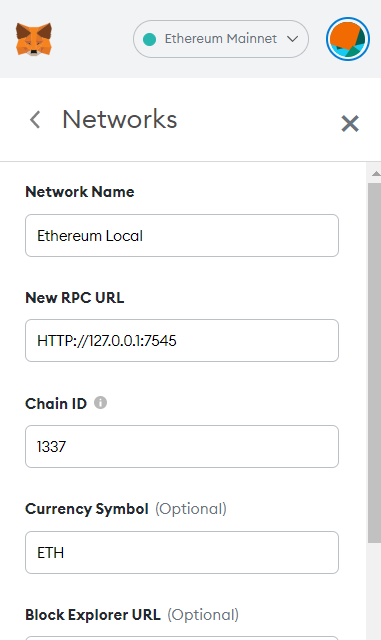 Ethereum Mainnet
Networks
Network Name
Ethereum Local
New RPC URL
HTTP://127.0.0.1:7545
Chain ID
1337
Currency Symbol (Optional)
ETH
Block Explorer URL (Optional)